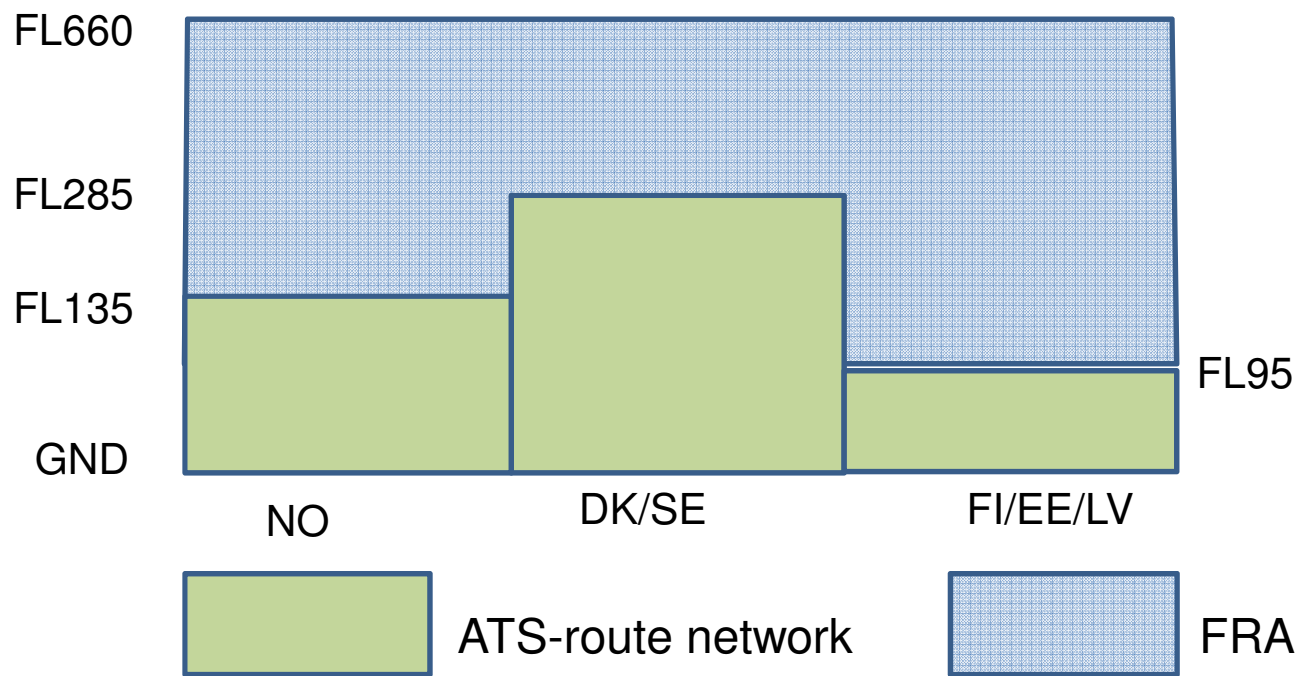 FL660
FL285
FL135
FL95
GND
NO
DK/SE
FI/EE/LV
ATS-route network
FRA